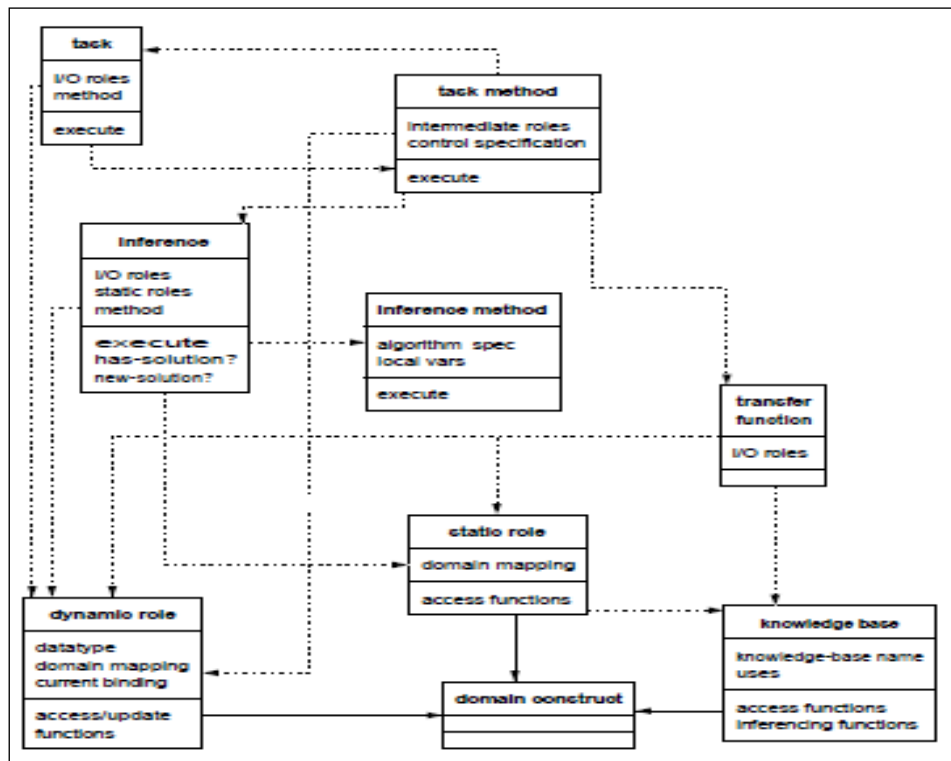 task
I/O roles
method
execute
task method
intermediate roles
control specification
execute
inference
I/O roles
static roles
method
execute
has-solution?
new-solution?
inference method
algorithm spec
local vars
execute
transfer
function
I/O roles
static role
domain mapping
access functions
dynamic role
datatype
domain mapping
current binding
access/update
functions
knowledge base
knowledge-base name
uses
access functions
inferencing functions
domain construct